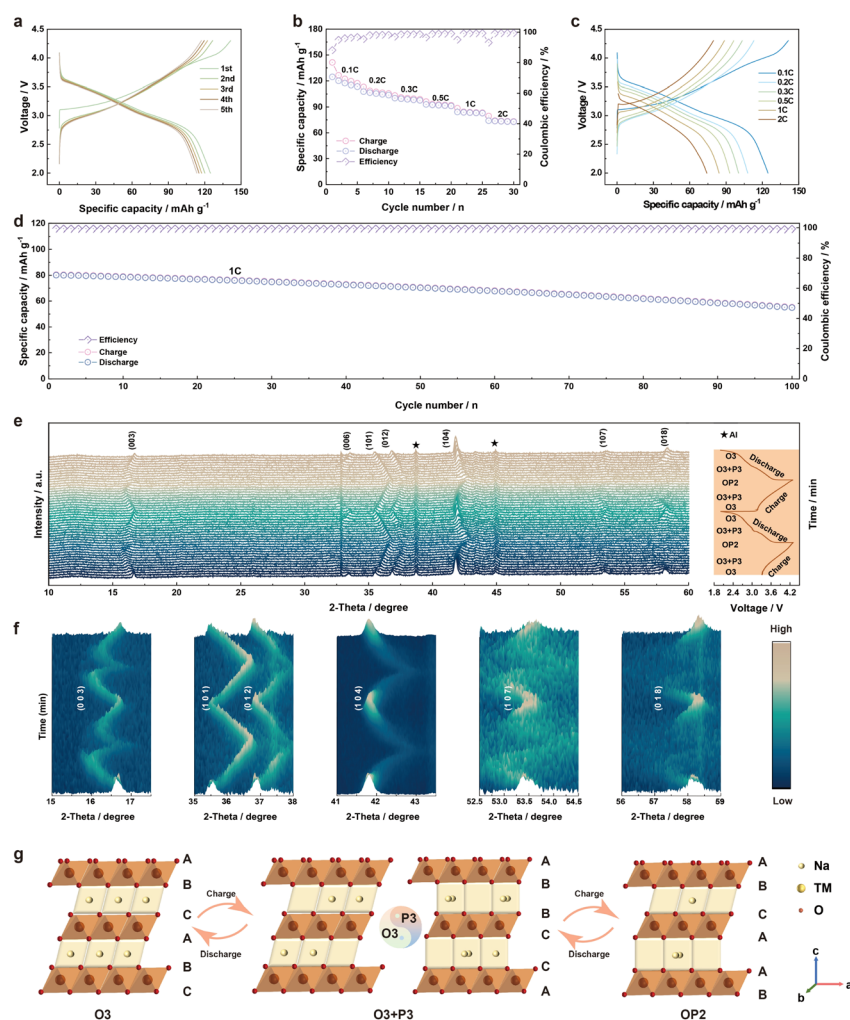 a
4.5
4.0
3.5
3.0
2.5
2.0
Voltage / V
0 30 60 90 120 150
Specific capacity / mAh g⁻¹
1st
2nd
3rd
4th
5th
b
180
150
120
90
60
30
0
Specific capacity / mAh g⁻¹
0.1C
0.2C
0.3C
0.5C
1C
2C
Charge
Discharge
Efficiency
0 5 10 15 20 25 30
Cycle number / n
100
80
60
40
20
0
Coulombic efficiency / %
c
4.5
4.0
3.5
3.0
2.5
2.0
Voltage / V
0 30 60 90 120 150
Specific capacity / mAh g⁻¹
0.1C
0.2C
0.3C
0.5C
1C
2C
d
120
100
80
60
40
20
0
Specific capacity / mAh g⁻¹
1C
Efficiency
Charge
Discharge
0 10 20 30 40 50 60 70 80 90 100
Cycle number / n
100
80
60
40
20
0
Coulombic efficiency / %
e
Intensity / a.u.
(003)
(006)
(101)
(012)
★
(104)
★
(107)
(018)
10 15 20 25 30 35 40 45 50 55 60
2-Theta / degree
★Al
O3
O3+P3
OP2
O3+P3
O3
O3
O3+P3
OP2
O3+P3
O3
Discharge
Charge
Discharge
Charge
Time / min
1.8 2.4 3.0 3.6 4.2
Voltage / V
f
Time (min)
(0 0 3)
15 16 17
2-Theta / degree
(1 0 1)
(0 1 2)
35 36 37 38
2-Theta / degree
(1 0 4)
41 42 43
2-Theta / degree
(1 0 7)
52.5 53.0 53.5 54.0 54.5
2-Theta / degree
(0 1 8)
56 57 58 59
2-Theta / degree
High
Low
g
A
B
C
A
B
C
O3
Charge
Discharge
A
B
C
A
B
C
P3
O3
A
B
B
C
C
A
O3+P3
Charge
Discharge
A
B
C
A
A
B
OP2
Na
TM
O
c
b
a